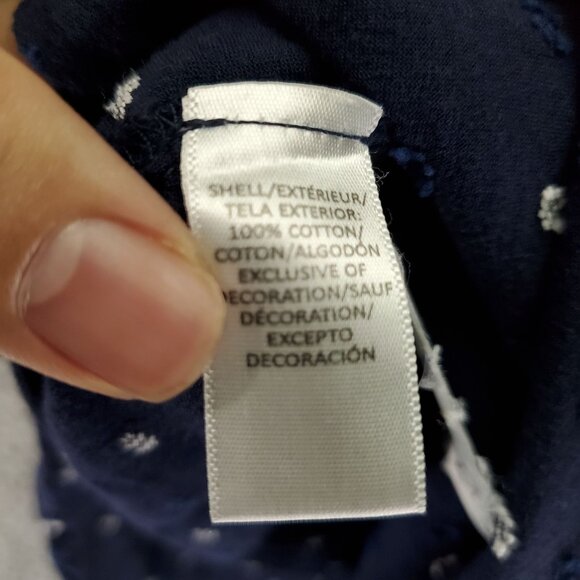 SHELL/EXTÉRIEUR/
TELA EXTERIOR:
100% COTTON/
COTON/ALGODÓN
EXCLUSIVE OF
DECORATION/SAUF
DÉCORATION/
EXCEPTO
DECORACIÓN